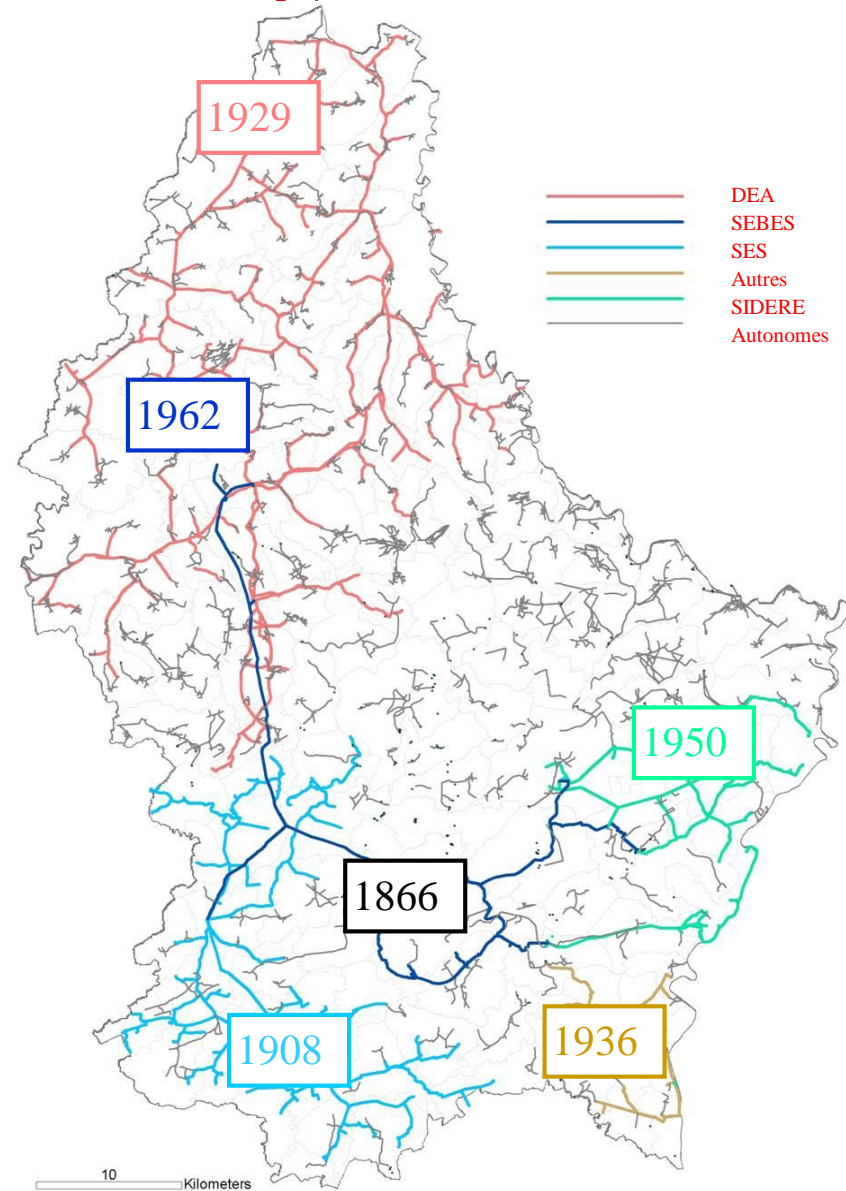 1929
DEA
SEBES
SES
Autres
SIDERE
Autonomes
1962
1950
1866
1908
1936
10
Kilometers